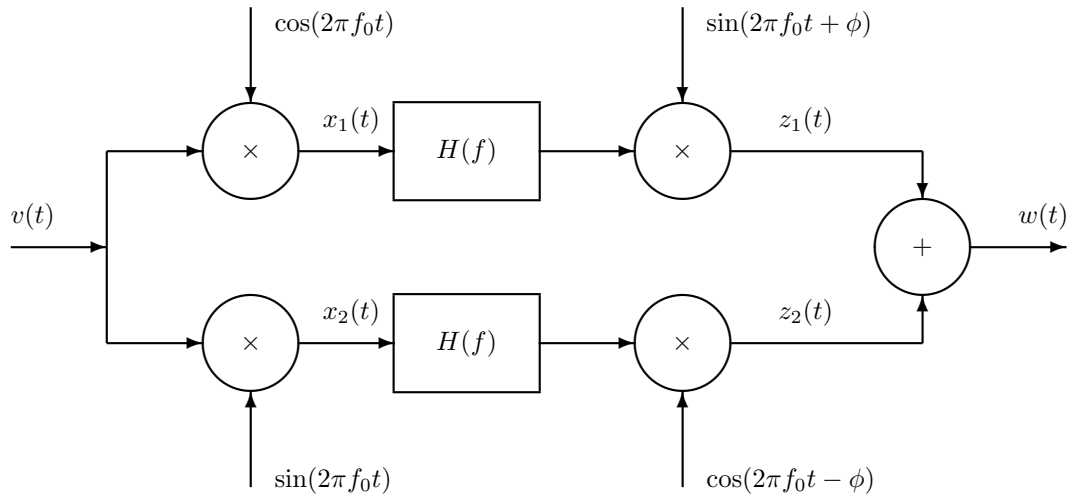 cos(2πf₀t)
sin(2πf₀t + ϕ)
x₁(t)
z₁(t)
×
H(f)
×
v(t)
w(t)
+
x₂(t)
z₂(t)
×
H(f)
×
sin(2πf₀t)
cos(2πf₀t − ϕ)